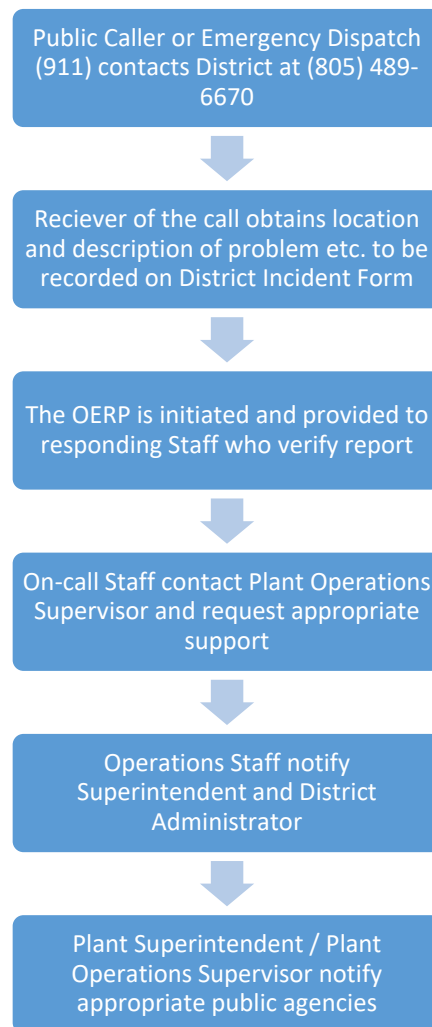 Public Caller or Emergency Dispatch
(911) contacts District at (805) 489-
6670
Reciever of the call obtains location
and description of problem etc. to be
recorded on District Incident Form
The OERP is initiated and provided to
responding Staff who verify report
On-call Staff contact Plant Operations
Supervisor and request appropriate
support
Operations Staff notify
Superintendent and District
Administrator
Plant Superintendent / Plant
Operations Supervisor notify
appropriate public agencies